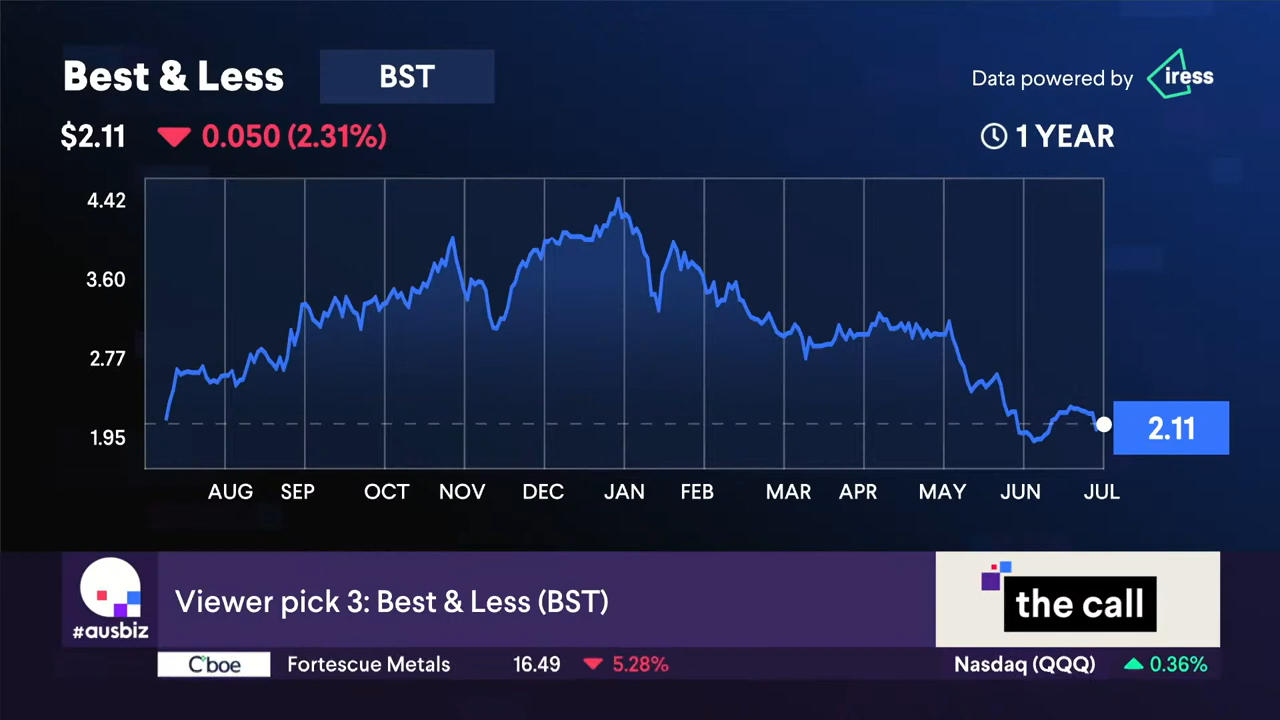 Best & Less BST
Data powered by iress
$2.11 0.050 (2.31%)
1 YEAR
4.42
3.60
2.77
1.95
2.11
AUG SEP OCT NOV DEC JAN FEB MAR APR MAY JUN JUL
#ausbiz
Viewer pick 3: Best & Less (BST)
the call
Cboe Fortescue Metals 16.49 5.28% Nasdaq (QQQ) 0.36%